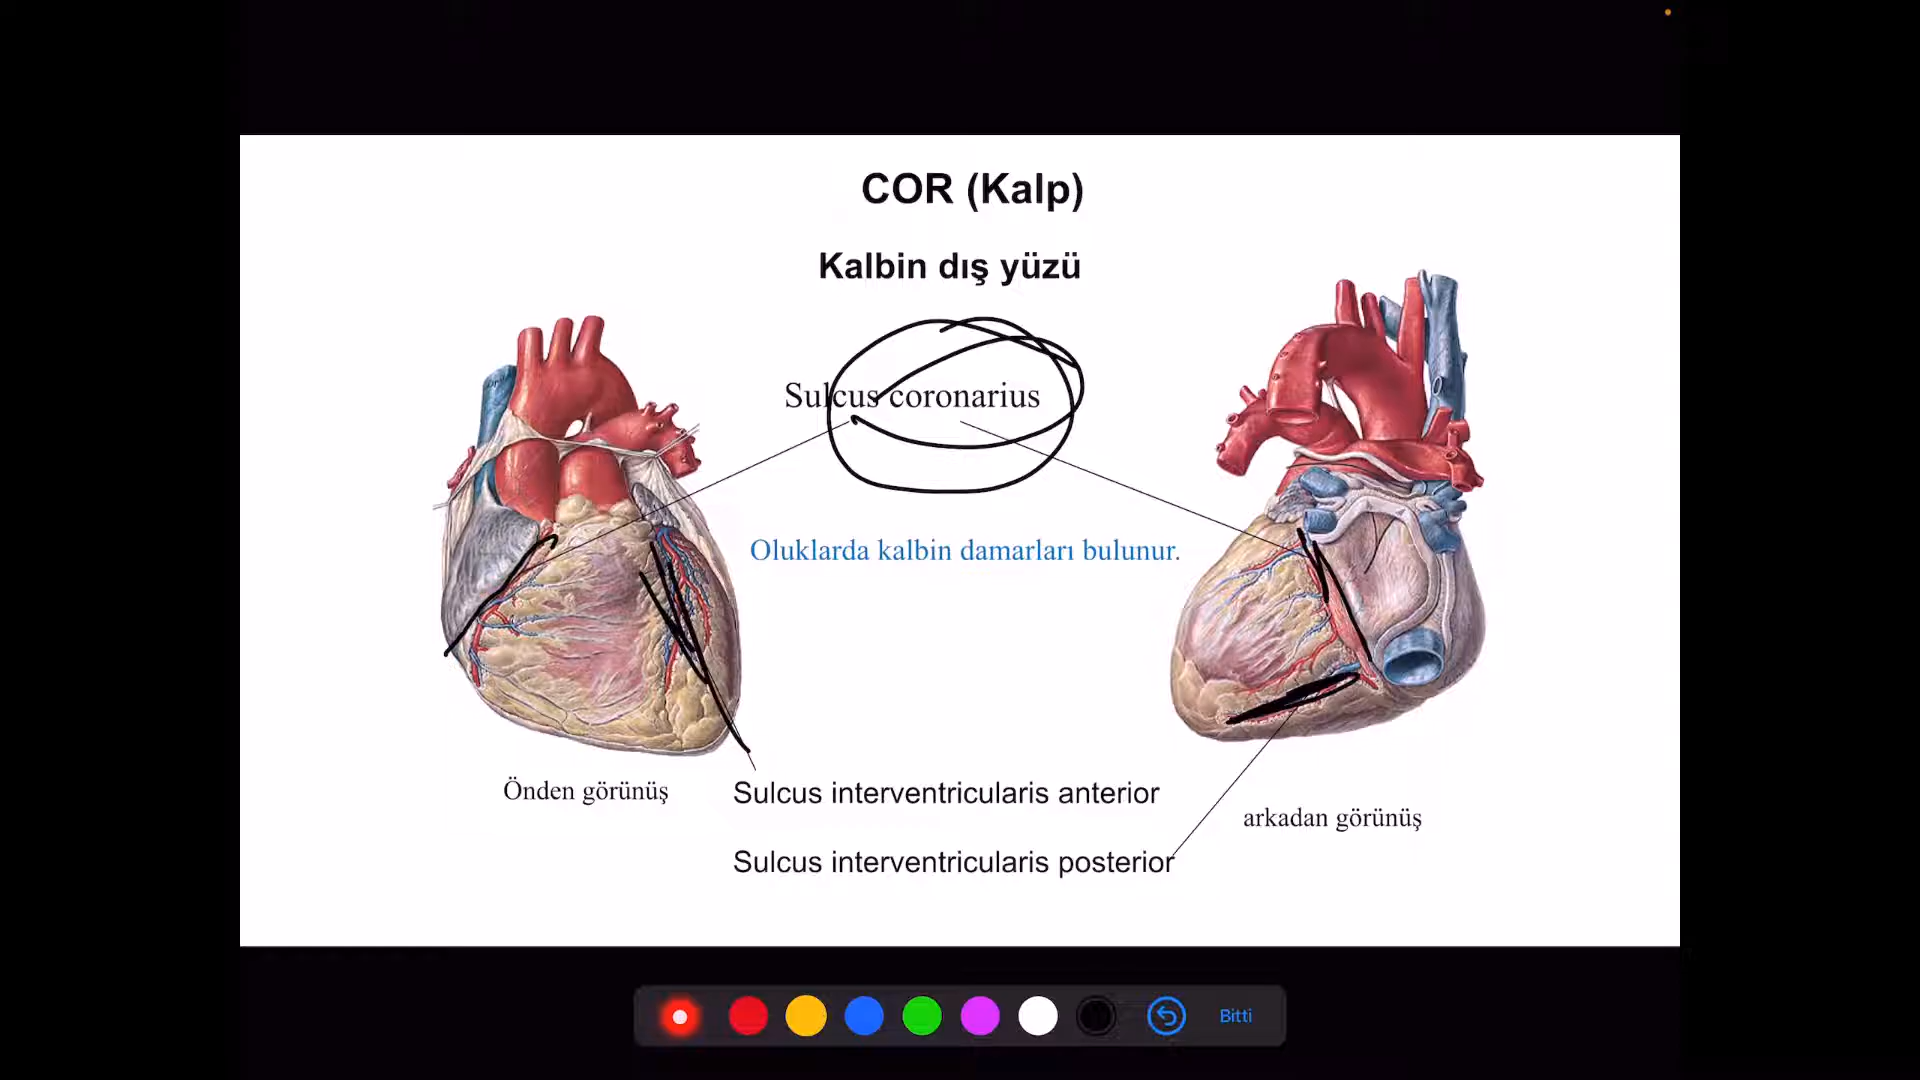 COR (Kalp)
Kalbin dış yüzü
Sulcus coronarius
Oluklarda kalbin damarları bulunur.
Önden görünüş
Sulcus interventricularis anterior
arkadan görünüş
Sulcus interventricularis posterior
Bitti